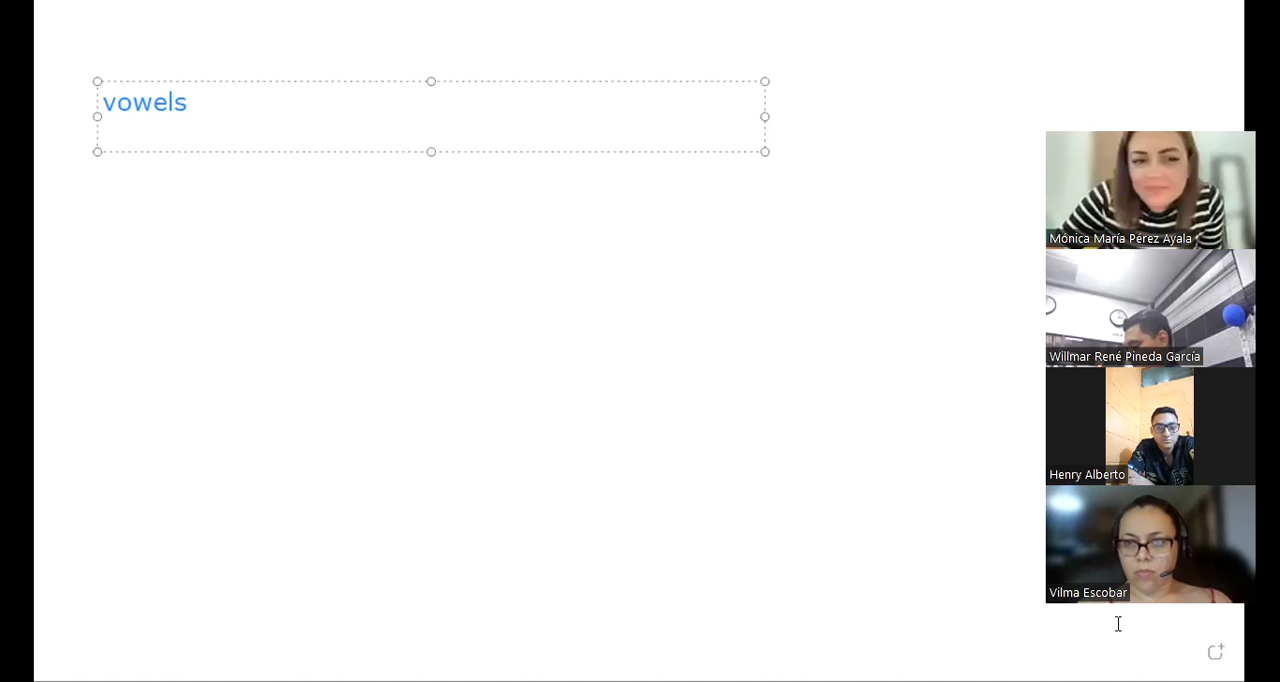 vowels
Mónica María Pérez Ayala
Willmar René Pineda García
Henry Alberto
Vilma Escobar